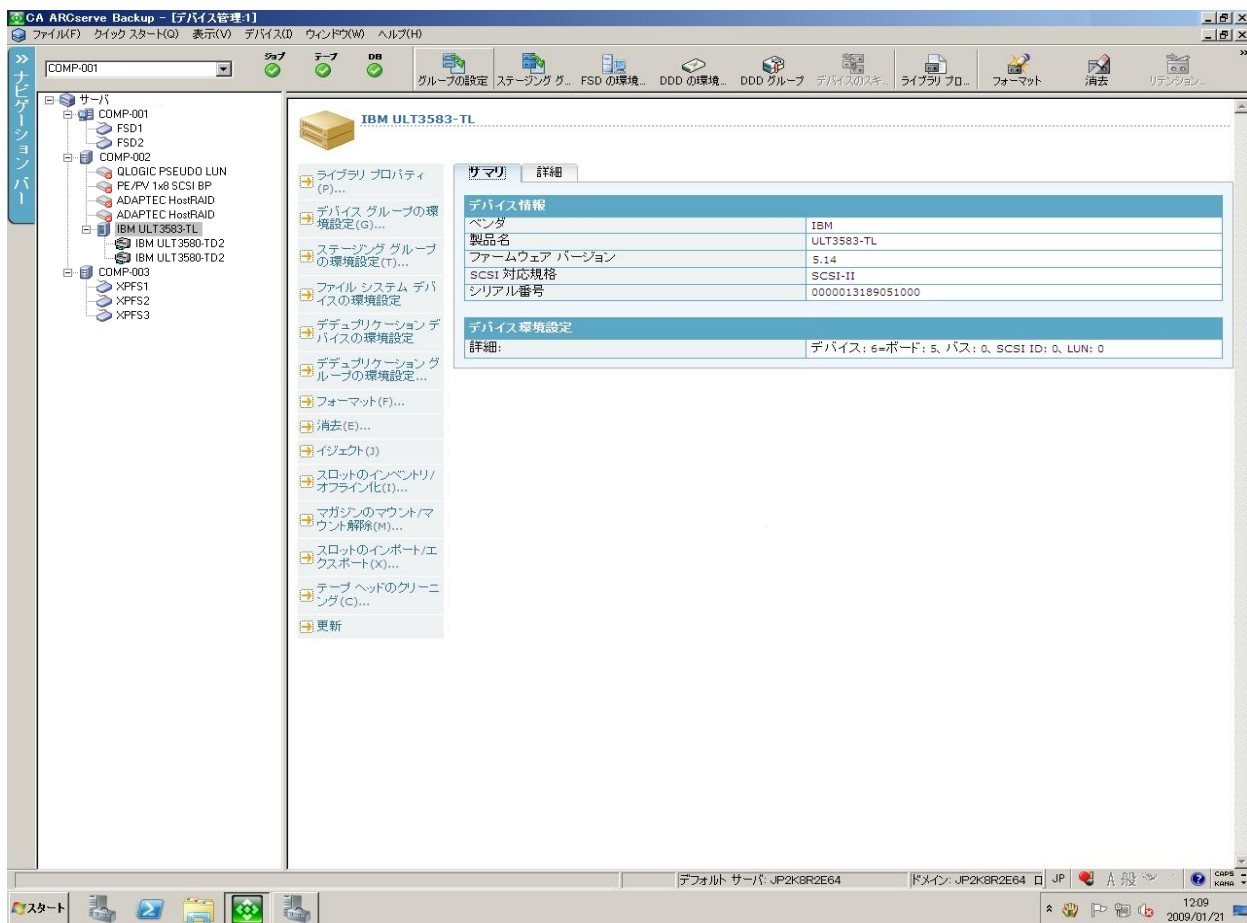 CA ARCserve Backup - [デバイス管理:1]
ファイル(F) クイック スタート(Q) 表示(V) デバイス(I) ウィンドウ(W) ヘルプ(H)
ジョブ テープ DB
COMP-001
グループの設定 ステージング グ... FSD の環境... DDD の環境... DDD グループ デバイスのスキ... ライブラリ プロ... フォーマット 消去 リテンション...
ナビゲーション バー
サーバ
COMP-001
FSD1
FSD2
COMP-002
QLOGIC PSEUDO LUN
PE/PV 1x8 SCSI BP
ADAPTEC HostRAID
ADAPTEC HostRAID
IBM ULT3583-TL
IBM ULT3580-TD2
IBM ULT3580-TD2
COMP-003
XPFS1
XPFS2
XPFS3
IBM ULT3583-TL
ライブラリ プロパティ
(P)...
デバイス グループの環
境設定(G)...
ステージング グループ
の環境設定(T)...
ファイル システム デバ
イスの環境設定
デデュプリケーション デ
バイスの環境設定
デデュプリケーション グ
ループの環境設定...
フォーマット(F)...
消去(E)...
イジェクト(J)
スロットのインベントリ/
オフライン化(I)...
マガジンのマウント/マ
ウント解除(M)...
スロットのインポート/エ
クスポート(X)...
テープ ヘッドのクリーニ
ング(C)...
更新
サマリ 詳細
デバイス情報
ベンダ IBM
製品名 ULT3583-TL
ファームウェア バージョン 5.14
SCSI 対応規格 SCSI-II
シリアル番号 0000013189051000
デバイス環境設定
詳細: デバイス: 6=ボード: 5、バス: 0、SCSI ID: 0、LUN: 0
デフォルト サーバ: JP2K8R2E64 ドメイン: JP2K8R2E64 ロ JP A 般 CAPS KANA
スタート
12:09
2009/01/21